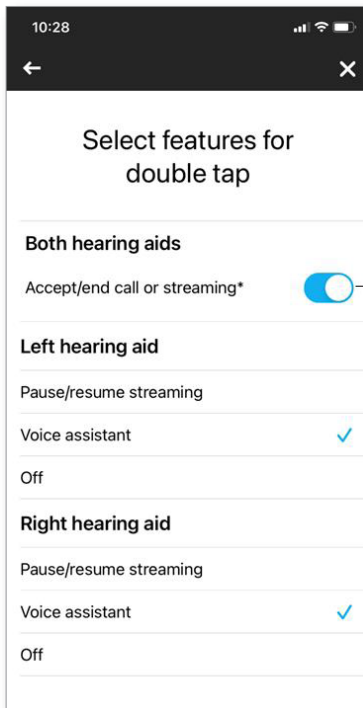 10:28
Select features for
double tap
Both hearing aids
Accept/end call or streaming*
Left hearing aid
Pause/resume streaming
Voice assistant
Off
Right hearing aid
Pause/resume streaming
Voice assistant
Off